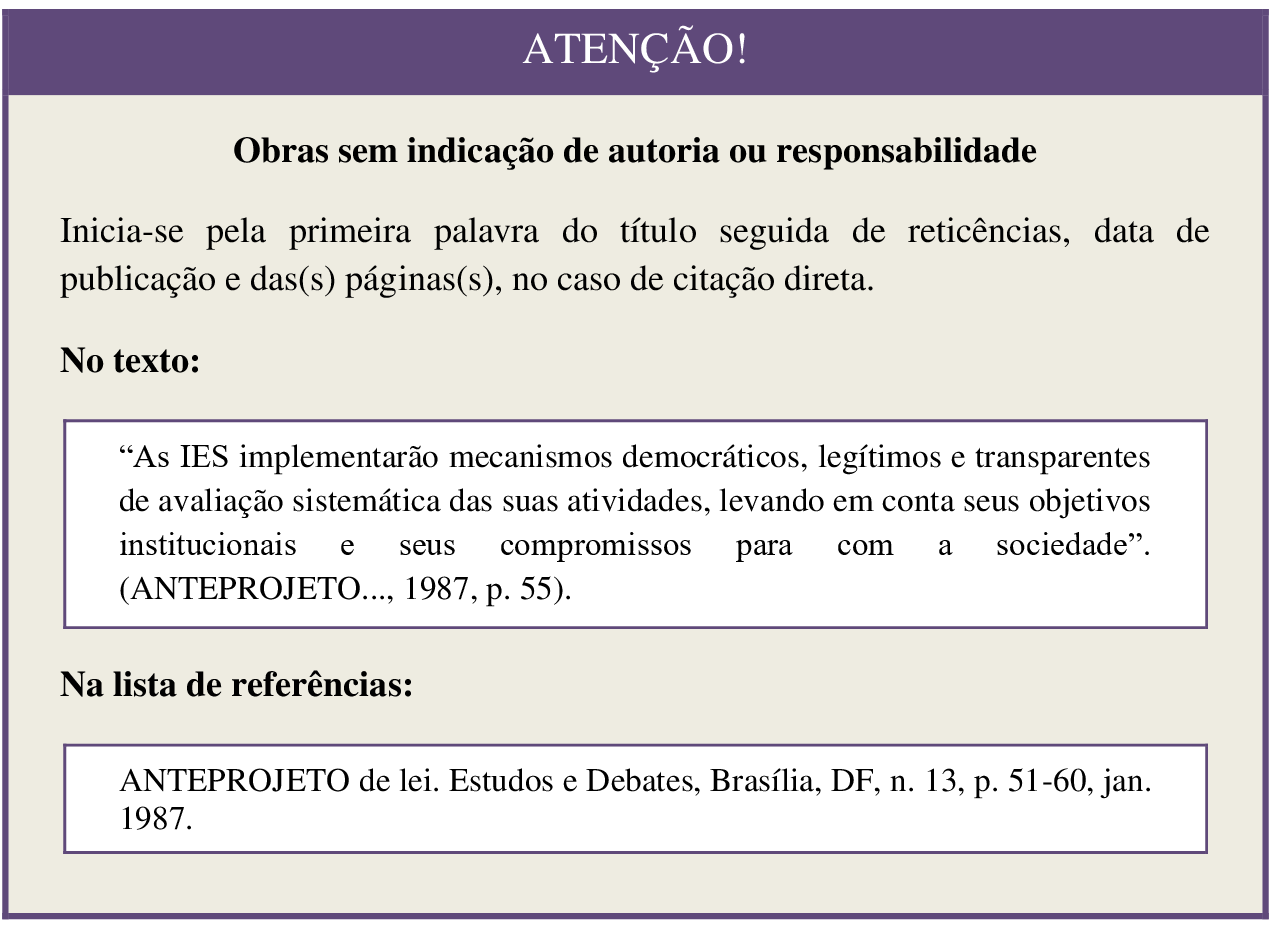 ATENÇÃO!
Obras sem indicação de autoria ou responsabilidade
Inicia-se pela primeira palavra do título seguida de reticências, data de
publicação e das(s) páginas(s), no caso de citação direta.
No texto:
“As IES implementarão mecanismos democráticos, legítimos e transparentes
de avaliação sistemática das suas atividades, levando em conta seus objetivos
institucionais e seus compromissos para com a sociedade”.
(ANTEPROJETO..., 1987, p. 55).
Na lista de referências:
ANTEPROJETO de lei. Estudos e Debates, Brasília, DF, n. 13, p. 51-60, jan.
1987.